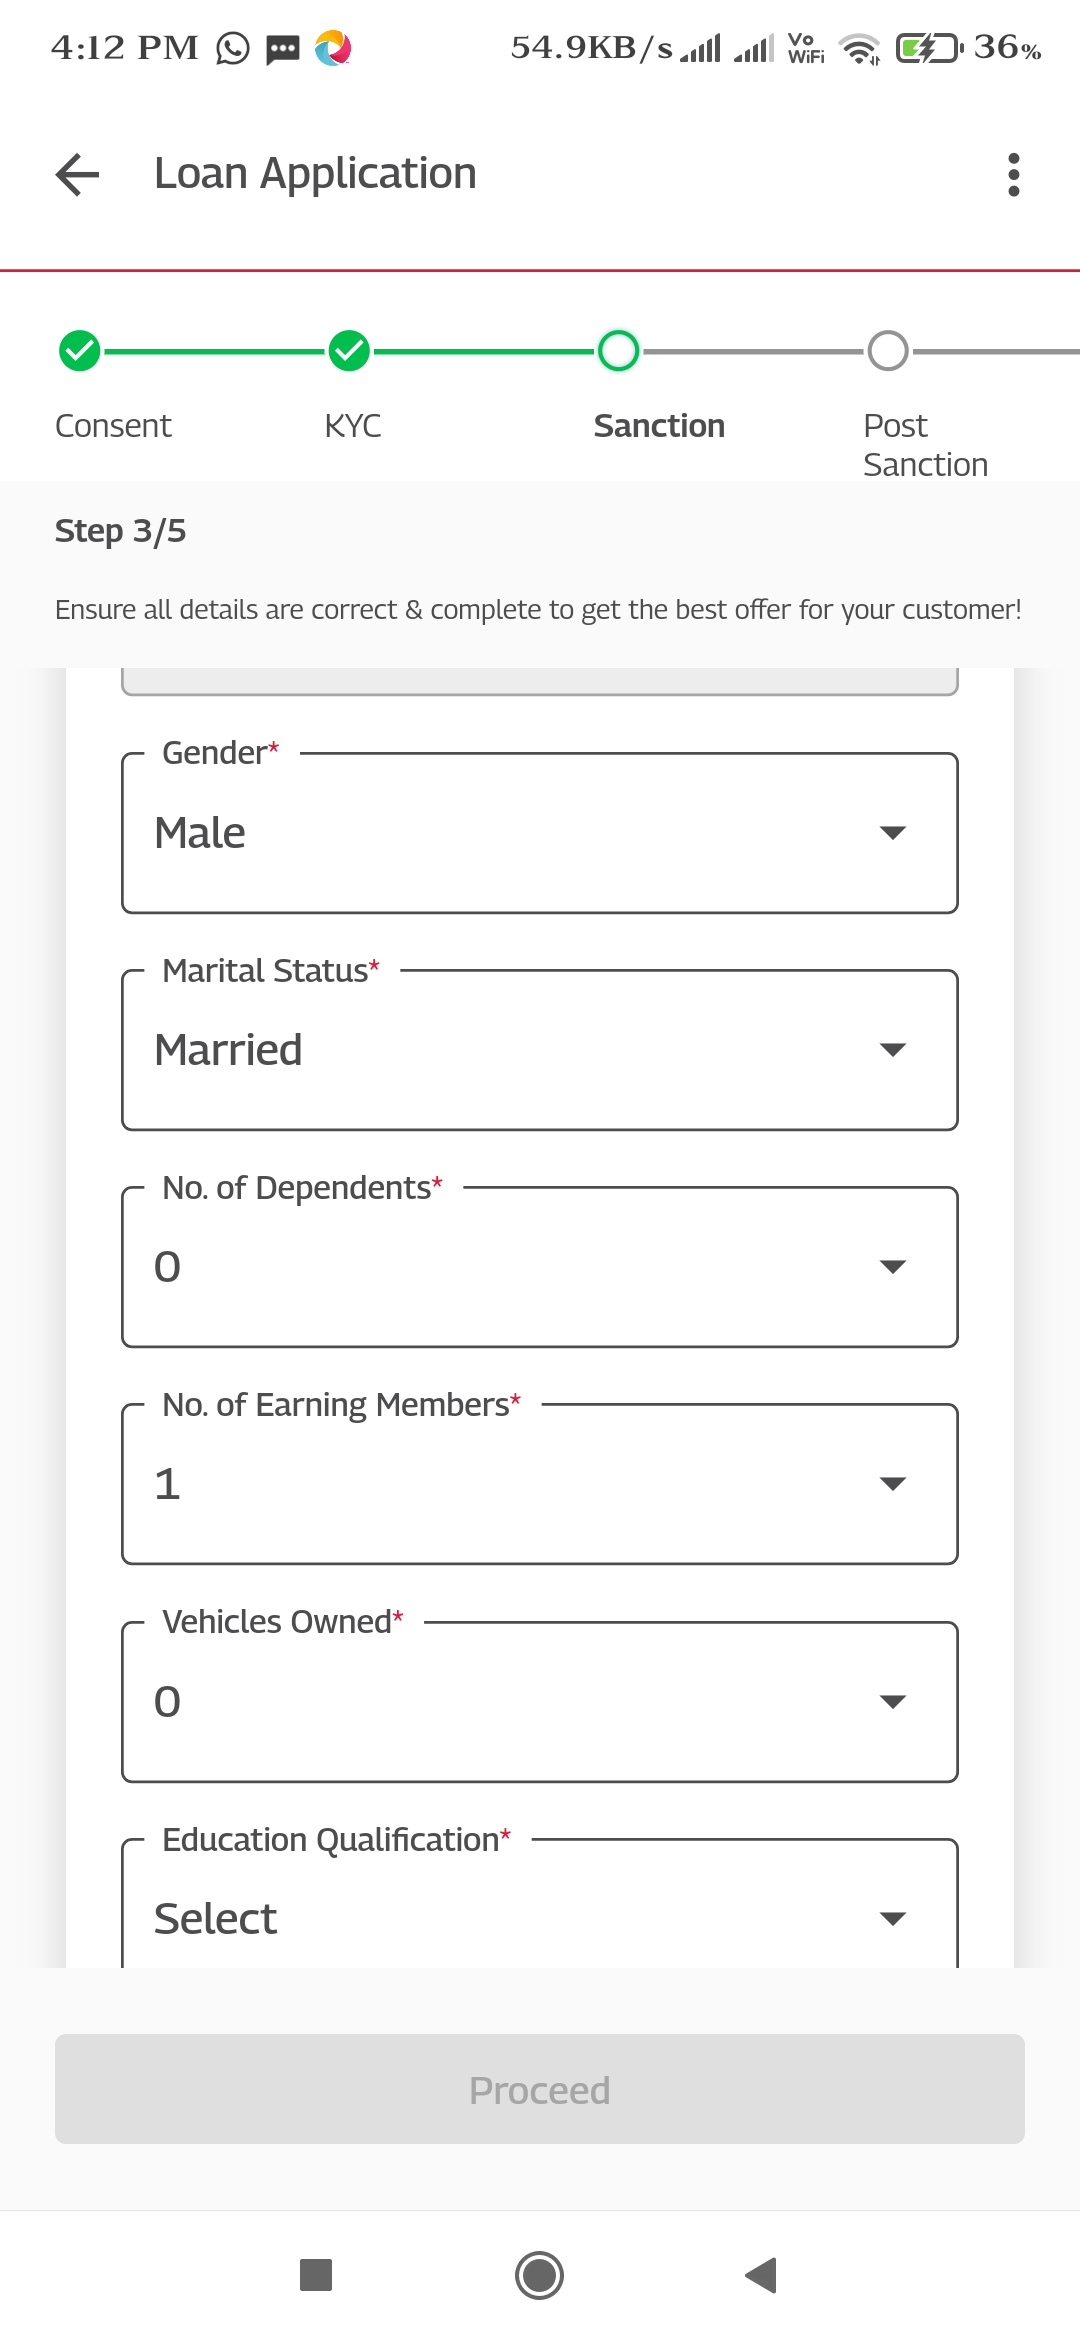 4:12 PM 54.9KB/s Vo WiFi 36%
Loan Application
Consent KYC Sanction Post Sanction
Step 3/5
Ensure all details are correct & complete to get the best offer for your customer!
Gender*
Male
Marital Status*
Married
No. of Dependents*
0
No. of Earning Members*
1
Vehicles Owned*
0
Education Qualification*
Select
Proceed